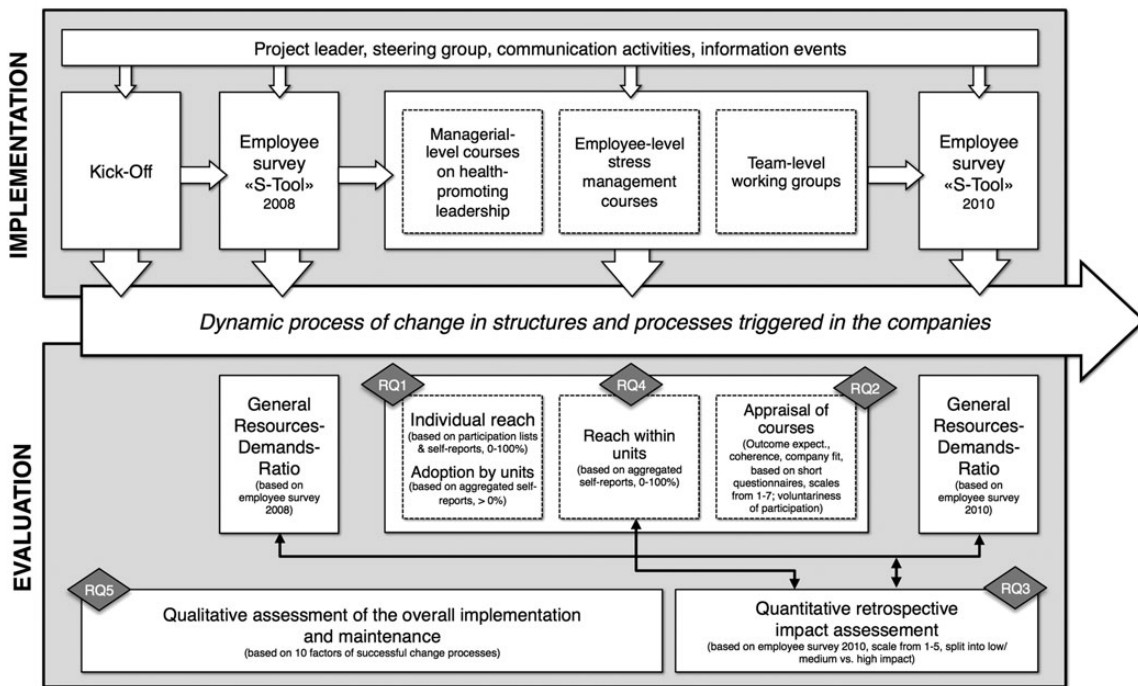 IMPLEMENTATION
Project leader, steering group, communication activities, information events
Kick-Off
Employee
survey
«S-Tool»
2008
Managerial-
level courses
on health-
promoting
leadership
Employee-level
stress
management
courses
Team-level
working groups
Employee
survey
«S-Tool»
2010
Dynamic process of change in structures and processes triggered in the companies
EVALUATION
General
Resources-
Demands-
Ratio
(based on
employee survey
2008)
RQ1
Individual reach
(based on participation lists
& self-reports, 0-100%)
Adoption by units
(based on aggregated self-
reports, > 0%)
RQ4
Reach within
units
(based on aggregated
self-reports, 0-100%)
RQ2
Appraisal of
courses
(Outcome expect.,
coherence, company fit,
based on short
questionnaires, scales
from 1-7; voluntariness
of participation)
General
Resources-
Demands-
Ratio
(based on
employee survey
2010)
RQ5
Qualitative assessment of the overall implementation
and maintenance
(based on 10 factors of successful change processes)
RQ3
Quantitative retrospective
impact assessement
(based on employee survey 2010, scale from 1-5, split into low/
medium vs. high impact)